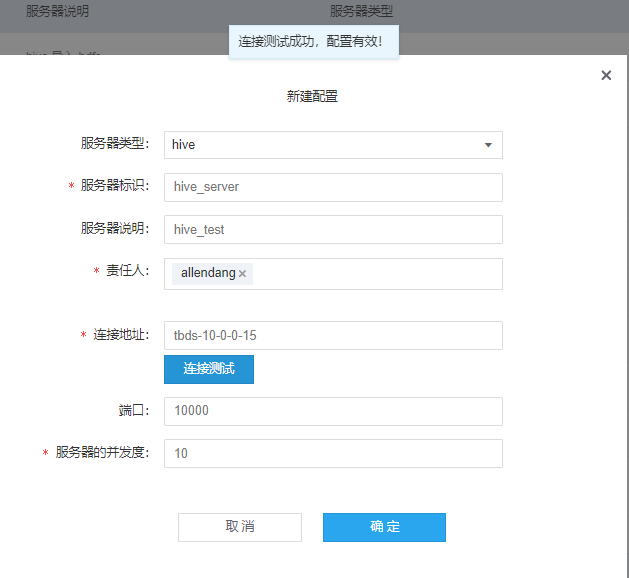 服务器说明 服务器类型
连接测试成功，配置有效！
新建配置
服务器类型： hive
* 服务器标识： hive_server
服务器说明： hive_test
* 责任人： allendang ×
* 连接地址： tbds-10-0-0-15
连接测试
端口： 10000
* 服务器的并发度： 10
取 消 确 定